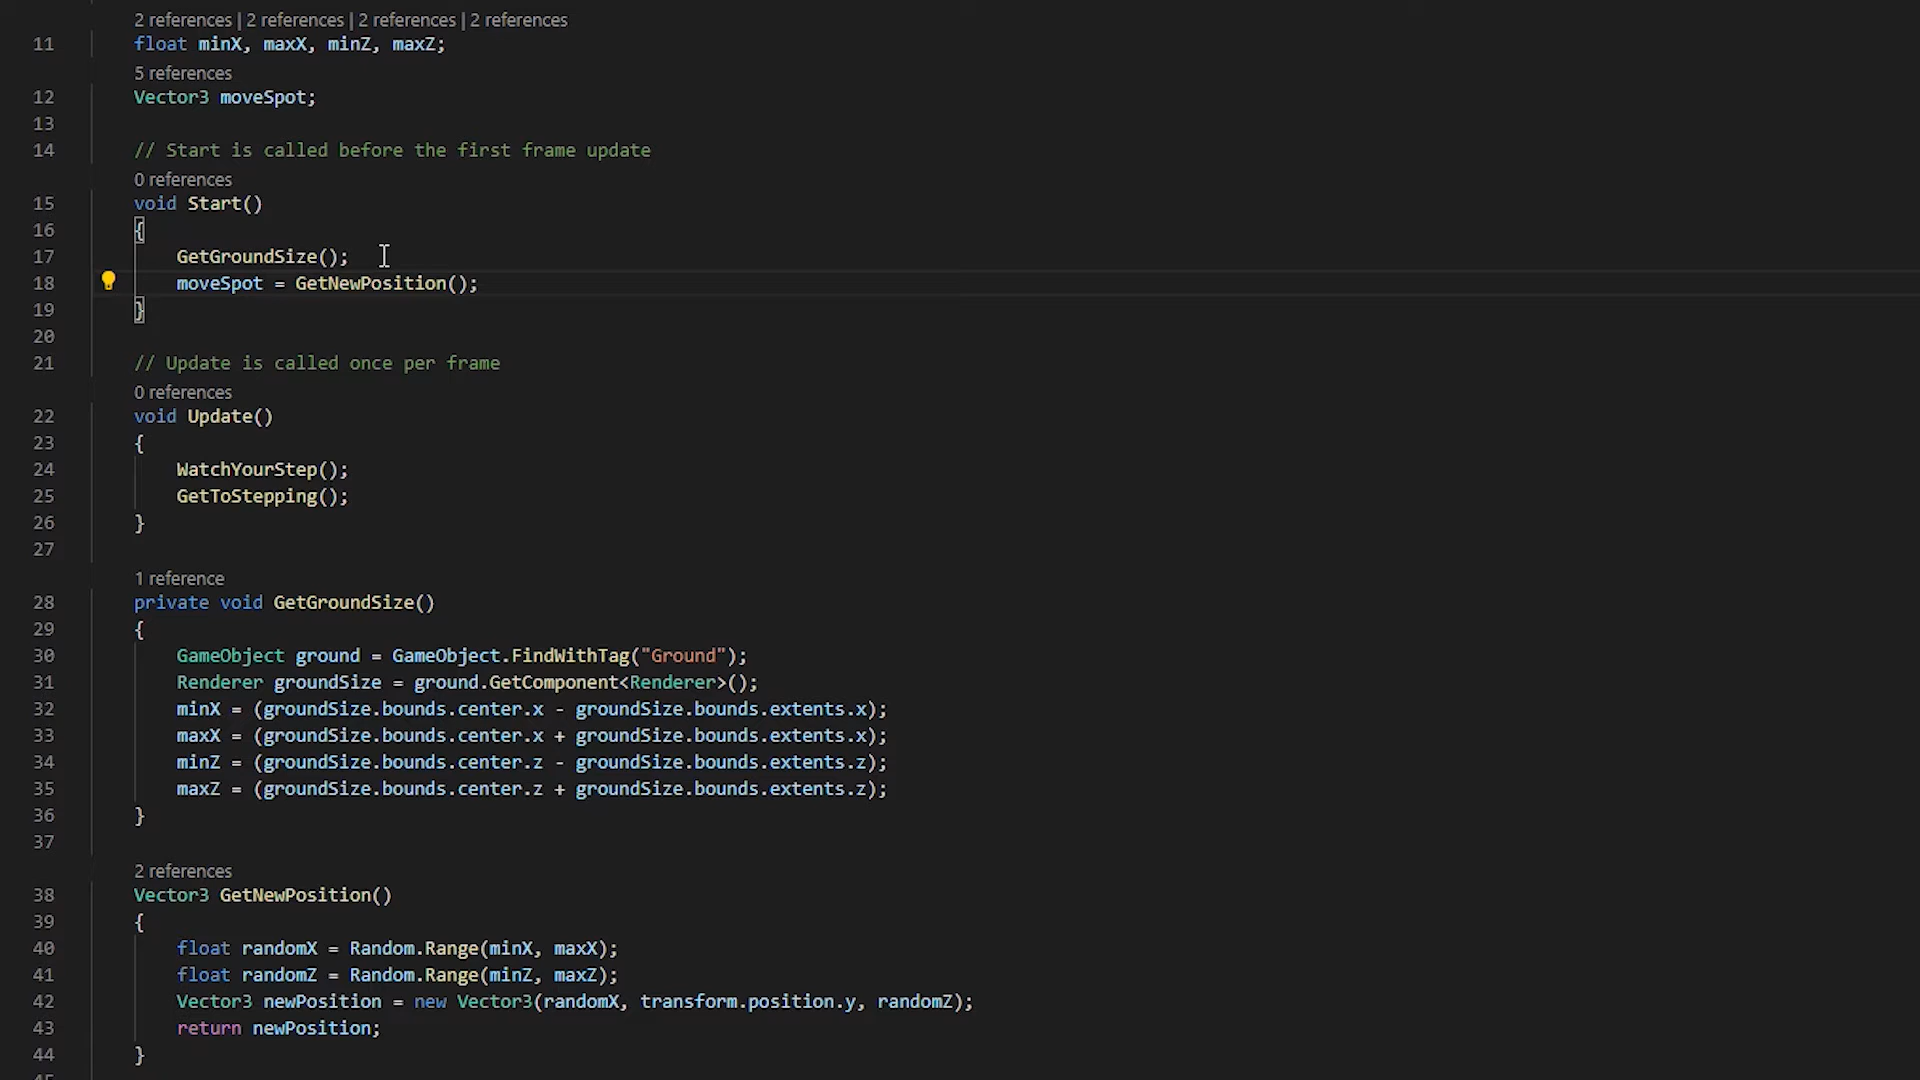 2 references | 2 references | 2 references | 2 references
11 float minX, maxX, minZ, maxZ;
5 references
12 Vector3 moveSpot;
13
14 // Start is called before the first frame update
0 references
15 void Start()
16 {
17 GetGroundSize();
18 moveSpot = GetNewPosition();
19 }
20
21 // Update is called once per frame
0 references
22 void Update()
23 {
24 WatchYourStep();
25 GetToStepping();
26 }
27
1 reference
28 private void GetGroundSize()
29 {
30 GameObject ground = GameObject.FindWithTag("Ground");
31 Renderer groundSize = ground.GetComponent<Renderer>();
32 minX = (groundSize.bounds.center.x - groundSize.bounds.extents.x);
33 maxX = (groundSize.bounds.center.x + groundSize.bounds.extents.x);
34 minZ = (groundSize.bounds.center.z - groundSize.bounds.extents.z);
35 maxZ = (groundSize.bounds.center.z + groundSize.bounds.extents.z);
36 }
37
2 references
38 Vector3 GetNewPosition()
39 {
40 float randomX = Random.Range(minX, maxX);
41 float randomZ = Random.Range(minZ, maxZ);
42 Vector3 newPosition = new Vector3(randomX, transform.position.y, randomZ);
43 return newPosition;
44 }